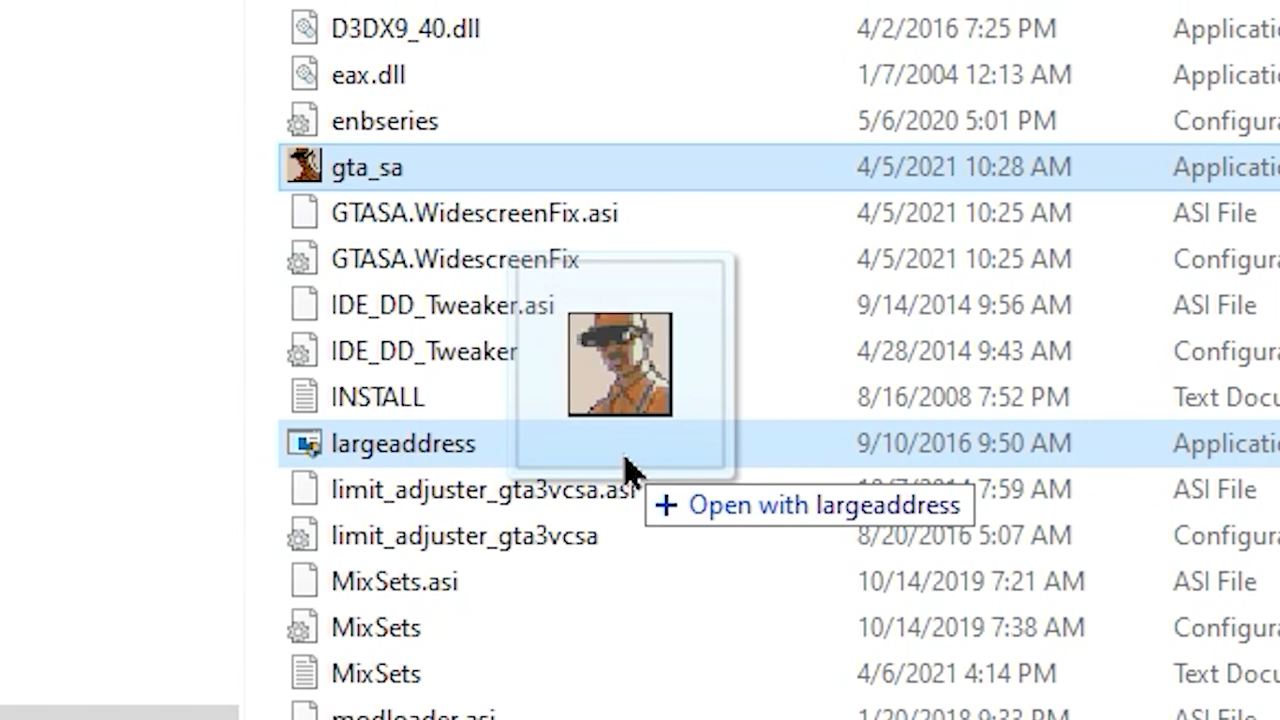 D3DX9_40.dll 4/2/2016 7:25 PM Applicatio
eax.dll 1/7/2004 12:13 AM Applicatio
enbseries 5/6/2020 5:01 PM Configura
gta_sa 4/5/2021 10:28 AM Applicatio
GTASA.WidescreenFix.asi 4/5/2021 10:25 AM ASI File
GTASA.WidescreenFix 4/5/2021 10:25 AM Configura
IDE_DD_Tweaker.asi 9/14/2014 9:56 AM ASI File
IDE_DD_Tweaker 4/28/2014 9:43 AM Configura
INSTALL 8/16/2008 7:52 PM Text Docu
largeaddress 9/10/2016 9:50 AM Applicatio
limit_adjuster_gta3vcsa.asi 7:59 AM ASI File
+ Open with largeaddress
limit_adjuster_gta3vcsa 8/20/2016 5:07 AM Configura
MixSets.asi 10/14/2019 7:21 AM ASI File
MixSets 10/14/2019 7:38 AM Configura
MixSets 4/6/2021 4:14 PM Text Docu
modloader.asi 1/20/2018 9:33 PM ASI File